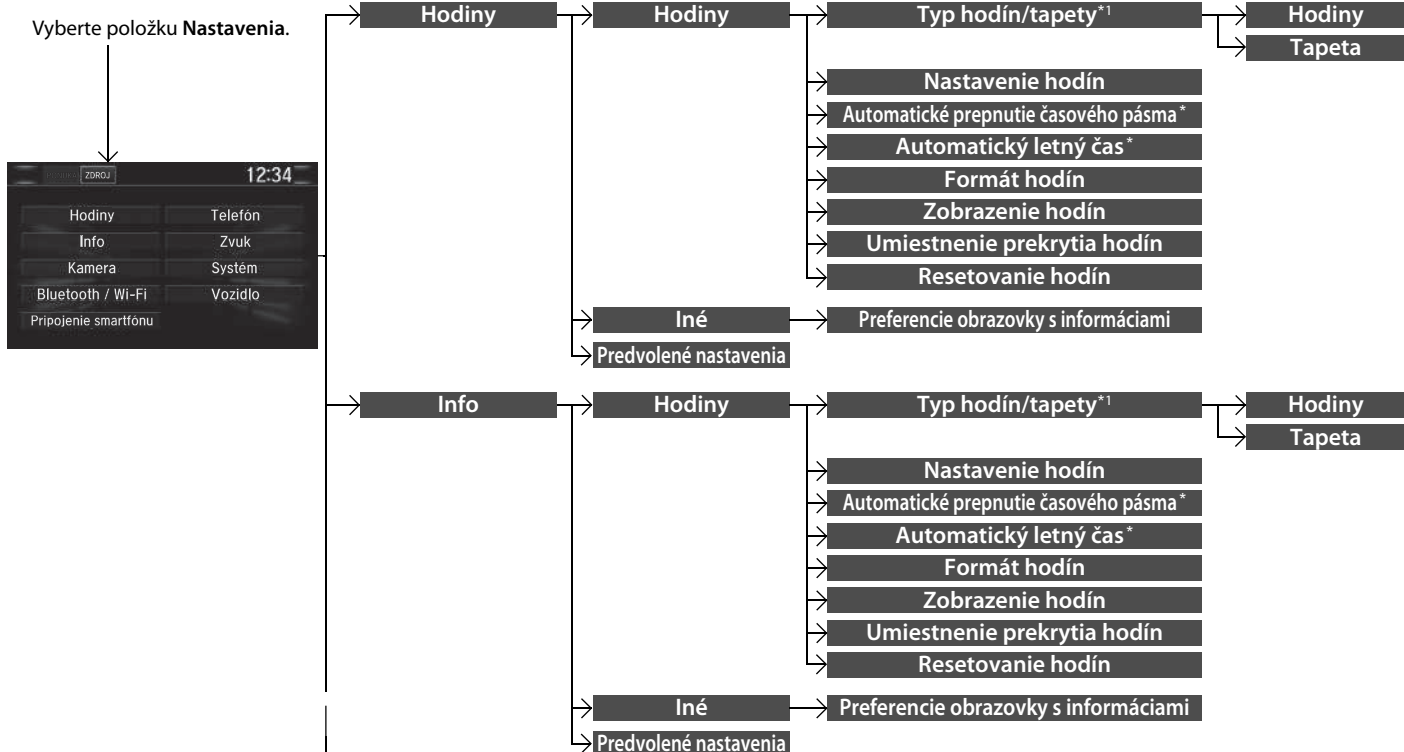 Vyberte položku Nastavenia.
ZDROJ
12:34
Hodiny
Telefón
Info
Zvuk
Kamera
Systém
Bluetooth / Wi-Fi
Vozidlo
Pripojenie smartfónu
Hodiny
Hodiny
Typ hodín/tapety*1
Hodiny
Tapeta
Nastavenie hodín
Automatické prepnutie časového pásma*
Automatický letný čas*
Formát hodín
Zobrazenie hodín
Umiestnenie prekrytia hodín
Resetovanie hodín
Iné
Preferencie obrazovky s informáciami
Predvolené nastavenia
Info
Hodiny
Typ hodín/tapety*1
Hodiny
Tapeta
Nastavenie hodín
Automatické prepnutie časového pásma*
Automatický letný čas*
Formát hodín
Zobrazenie hodín
Umiestnenie prekrytia hodín
Resetovanie hodín
Iné
Preferencie obrazovky s informáciami
Predvolené nastavenia